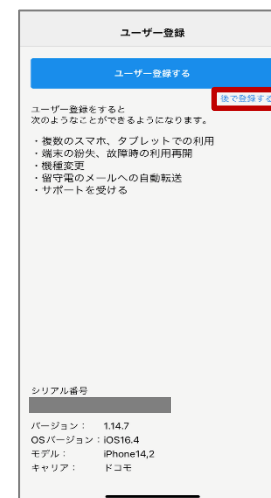 ユーザー登録
ユーザー登録する
後で登録する
ユーザー登録をすると
次のようなことができるようになります。
・複数のスマホ、タブレットでの利用
・端末の紛失、故障時の利用再開
・機種変更
・留守電のメールへの自動転送
・サポートを受ける
シリアル番号
バージョン： 1.14.7
OSバージョン：iOS16.4
モデル： iPhone14,2
キャリア： ドコモ